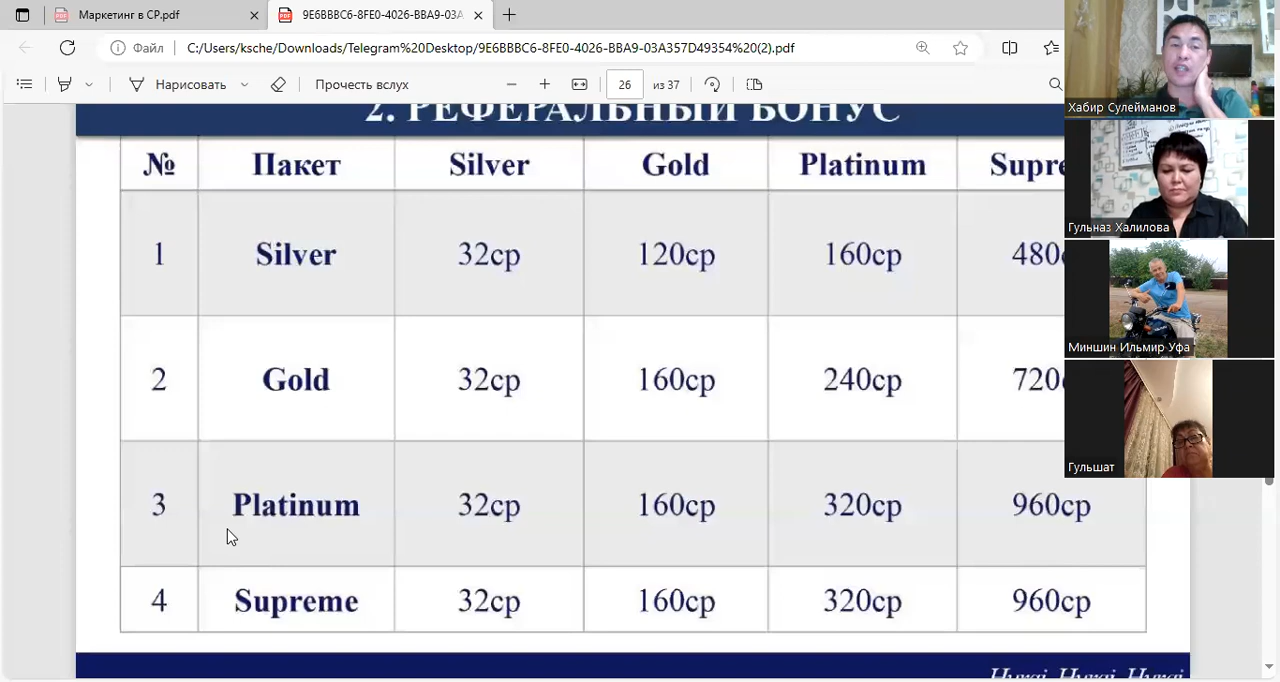 Маркетинг в СР.pdf
9E6BBBC6-8FE0-4026-BBA9-03A
Файл
C:/Users/ksche/Downloads/Telegram%20Desktop/9E6BBBC6-8FE0-4026-BBA9-03A357D49354%20(2).pdf
Нарисовать
Прочесть вслух
26 из 37
2. РЕФЕРАЛЬНЫЙ БОНУС
№ Пакет Silver Gold Platinum Supre
1 Silver 32ср 120ср 160ср 480
2 Gold 32ср 160ср 240ср 720
3 Platinum 32ср 160ср 320ср 960ср
4 Supreme 32ср 160ср 320ср 960ср
Хабир Сулейманов
Гульназ Халилова
Миншин Ильмир Уфа
Гульшат